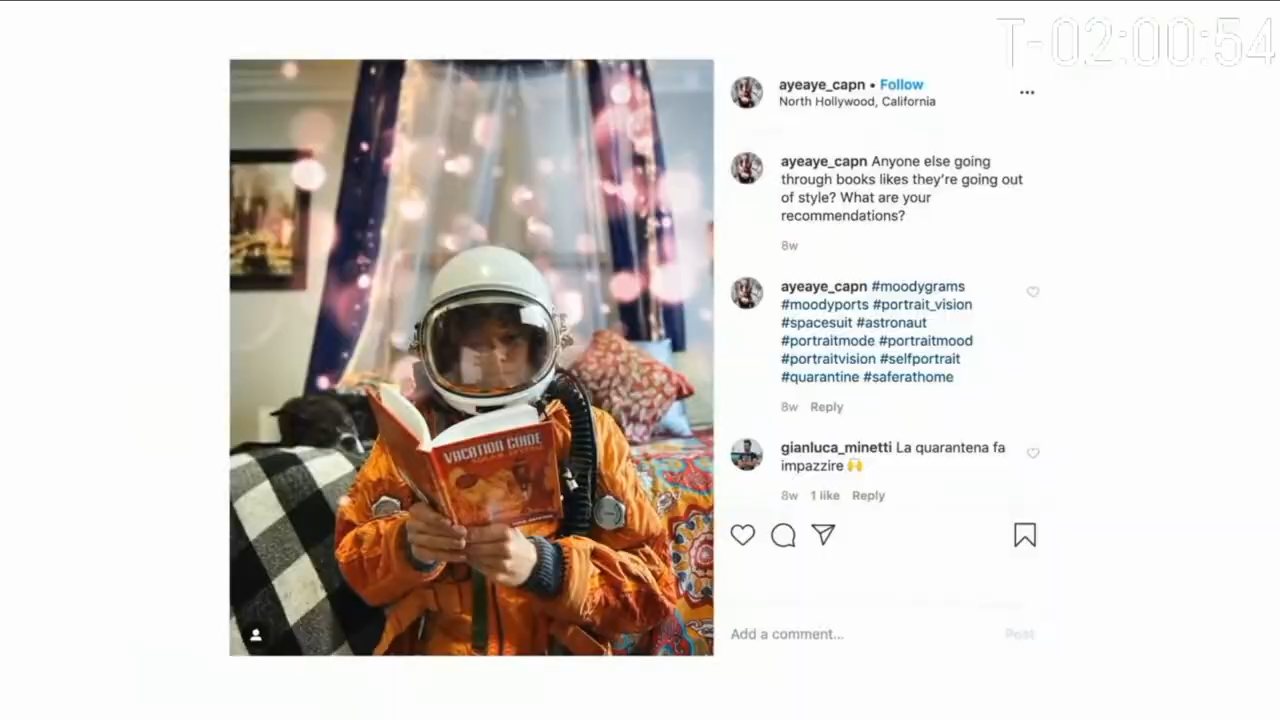 T-02:00:54
ayeaye_capn • Follow
North Hollywood, California
ayeaye_capn Anyone else going
through books likes they're going out
of style? What are your
recommendations?
8w
ayeaye_capn #moodygrams
#moodyports #portrait_vision
#spacesuit #astronaut
#portraitmode #portraitmood
#portraitvision #selfportrait
#quarantine #saferathome
8w Reply
gianluca_minetti La quarantena fa
impazzire 🙌
8w 1 like Reply
Add a comment... Post
VACATION GUIDE